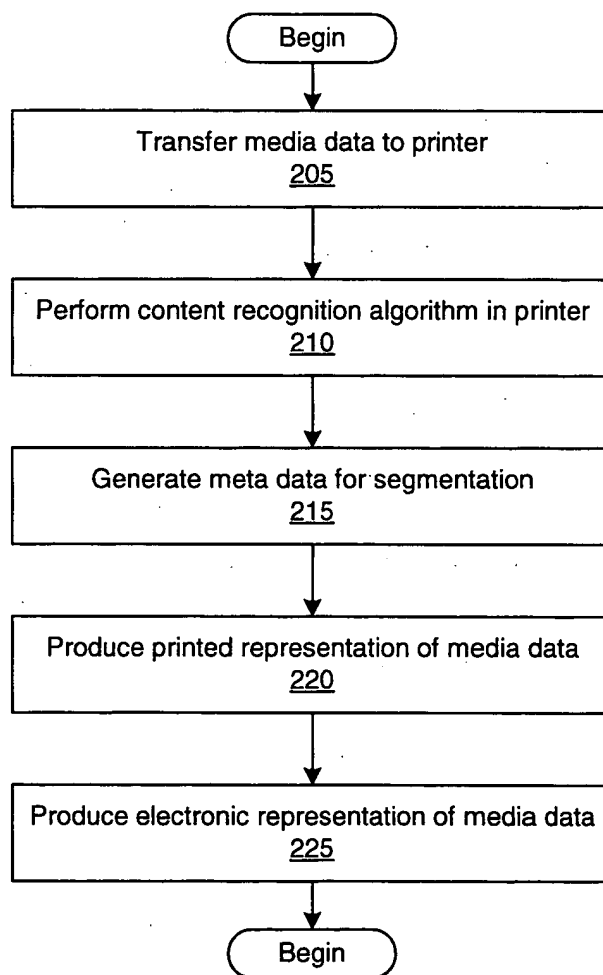 Begin
Transfer media data to printer
205
Perform content recognition algorithm in printer
210
Generate meta data for segmentation
215
Produce printed representation of media data
220
Produce electronic representation of media data
225
Begin